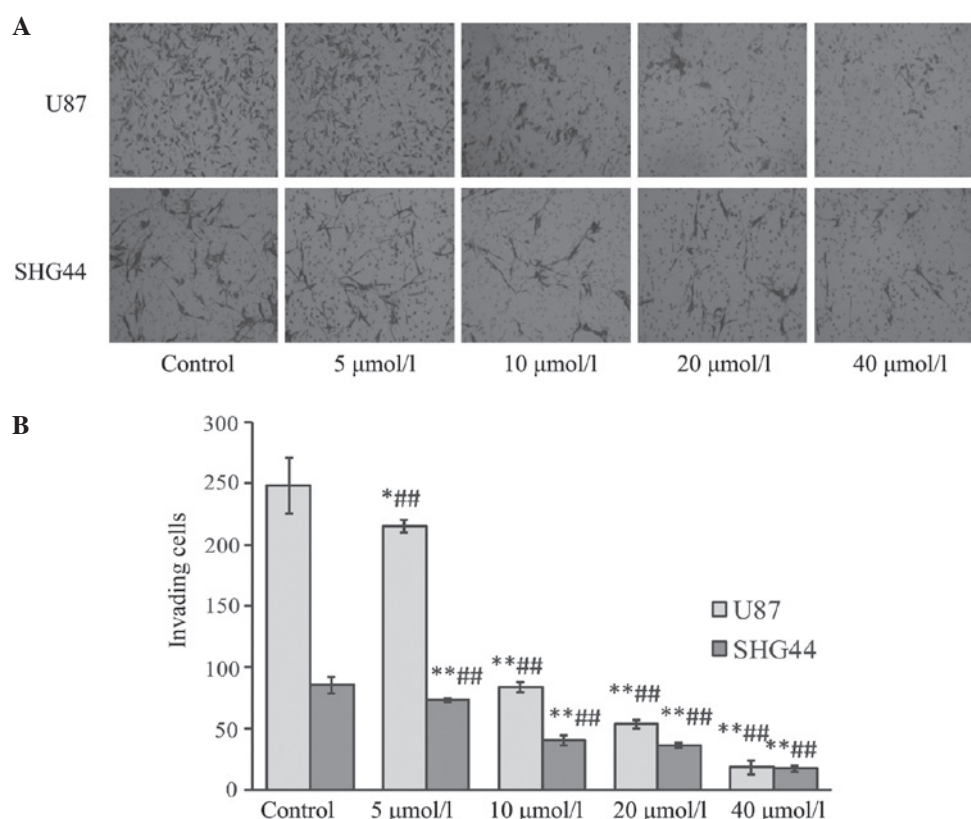 A
U87
SHG44
Control 5 μmol/l 10 μmol/l 20 μmol/l 40 μmol/l
B
300
250
200
150
100
50
0
Invading cells
*##
**##
**##
**##
**##
**##
**##
**##
U87
SHG44
Control 5 μmol/l 10 μmol/l 20 μmol/l 40 μmol/l